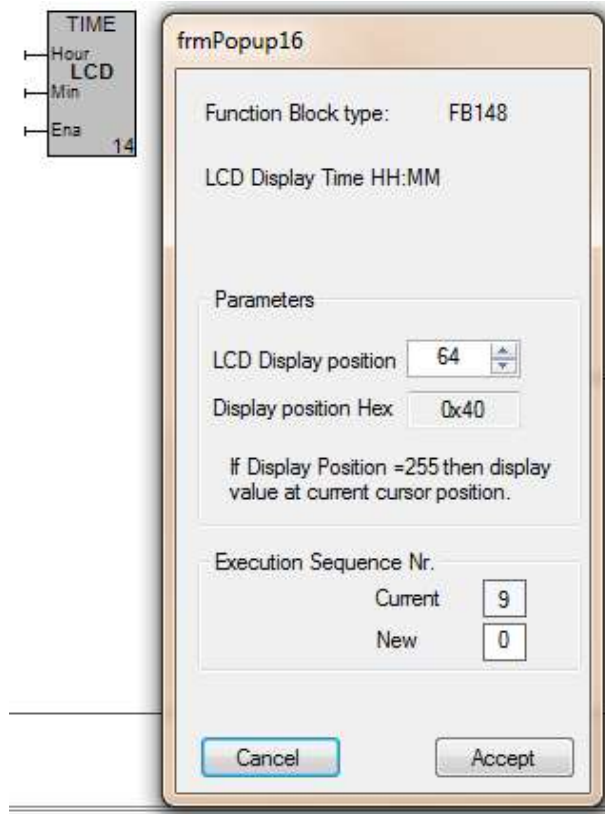 TIME
Hour
LCD
Min
Ena
14
frmPopup16
Function Block type: FB148
LCD Display Time HH:MM
Parameters
LCD Display position 64
Display position Hex 0x40
If Display Position =255 then display
value at current cursor position.
Execution Sequence Nr.
Current 9
New 0
Cancel Accept